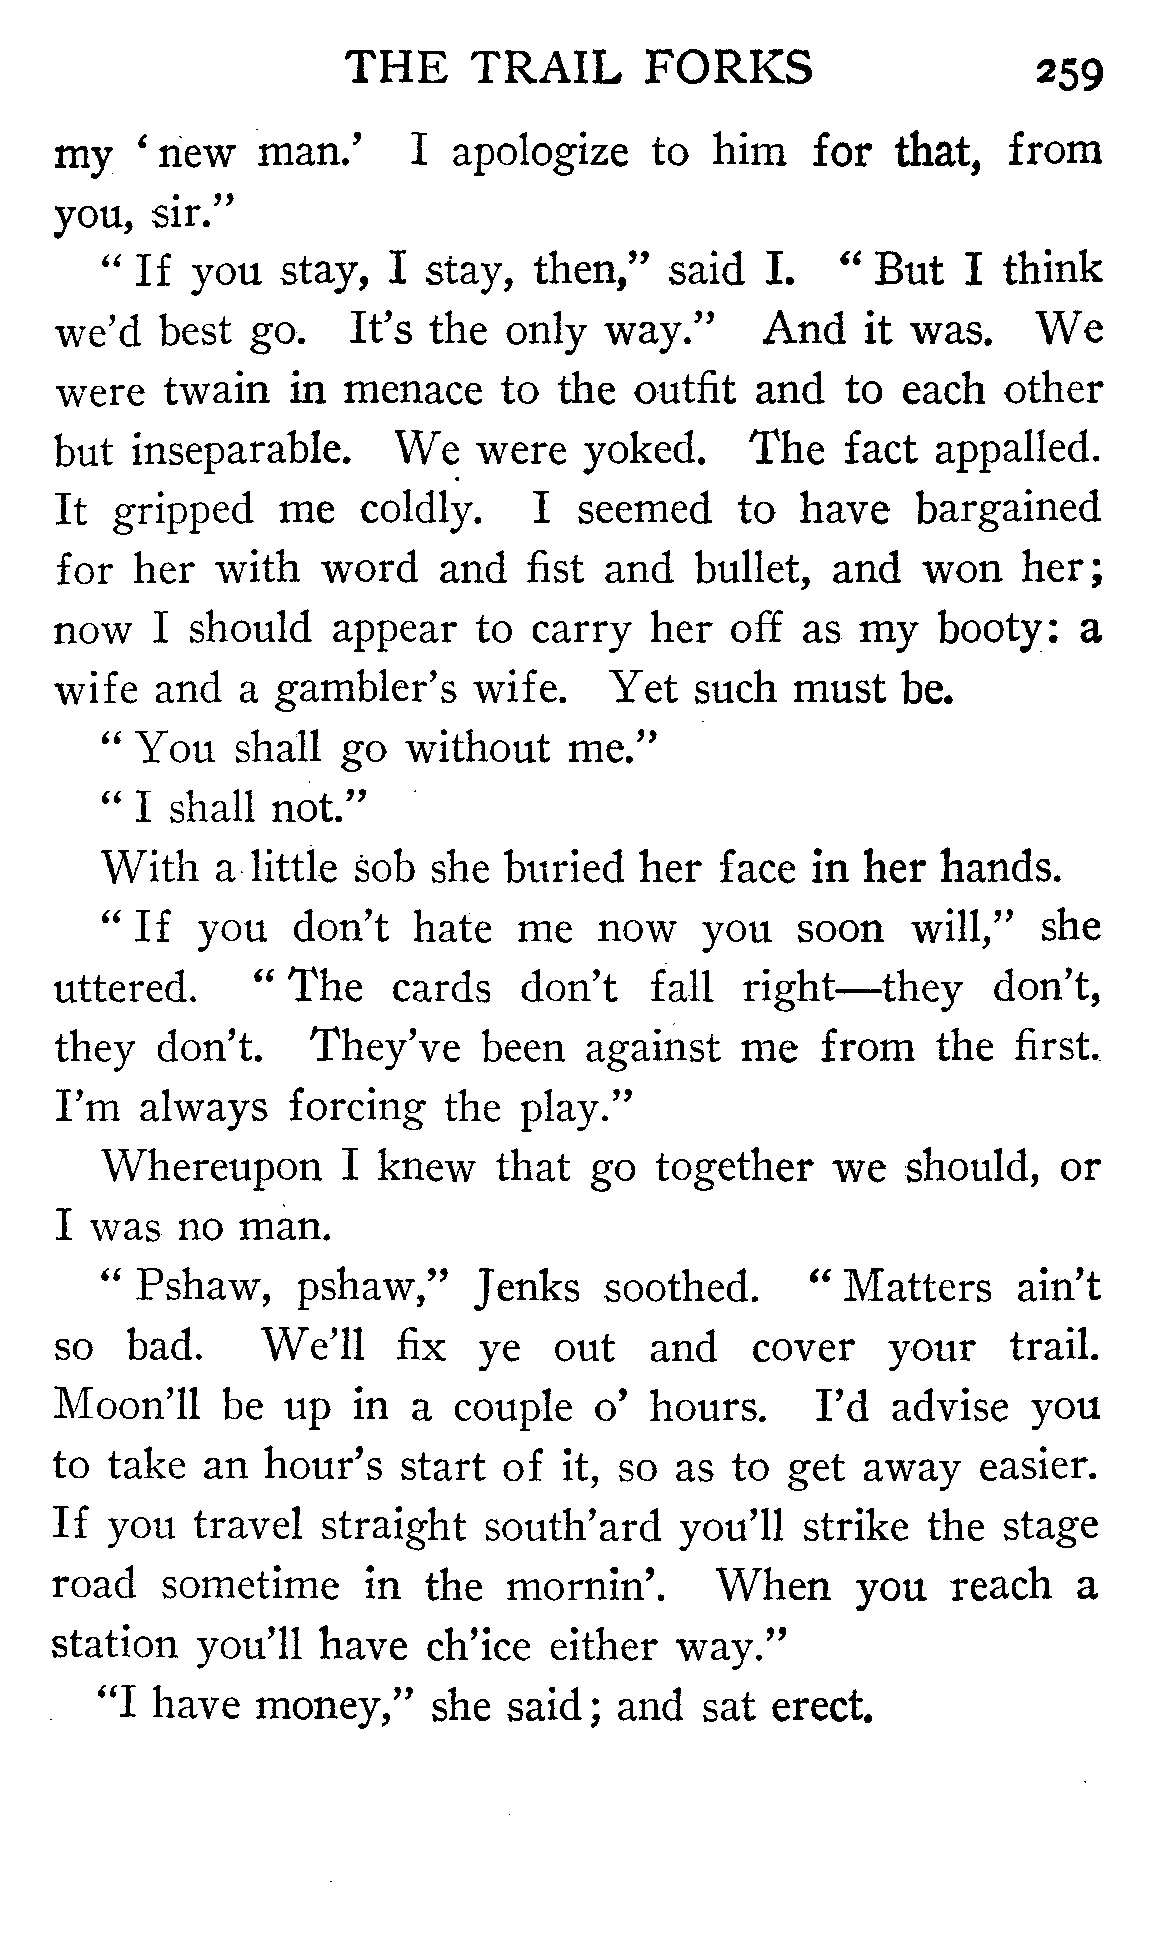 THE TRAIL FORKS 259
my ‘ new man.’ I apologize to him for that, from
you, sir.”
“ If you stay, I stay, then,” said I. “ But I think
we’d best go. It’s the only way.” And it was. We
were twain in menace to the outfit and to each other
but inseparable. We were yoked. The fact appalled.
It gripped me coldly. I seemed to have bargained
for her with word and fist and bullet, and won her;
now I should appear to carry her off as my booty: a
wife and a gambler’s wife. Yet such must be.
“ You shall go without me.”
“ I shall not.”
With a little sob she buried her face in her hands.
“ If you don’t hate me now you soon will,” she
uttered. “ The cards don’t fall right—they don’t,
they don’t. They’ve been against me from the first.
I’m always forcing the play.”
Whereupon I knew that go together we should, or
I was no man.
“ Pshaw, pshaw,” Jenks soothed. “ Matters ain’t
so bad. We’ll fix ye out and cover your trail.
Moon’ll be up in a couple o’ hours. I’d advise you
to take an hour’s start of it, so as to get away easier.
If you travel straight south’ard you’ll strike the stage
road sometime in the mornin’. When you reach a
station you’ll have ch’ice either way.”
“I have money,” she said; and sat erect.